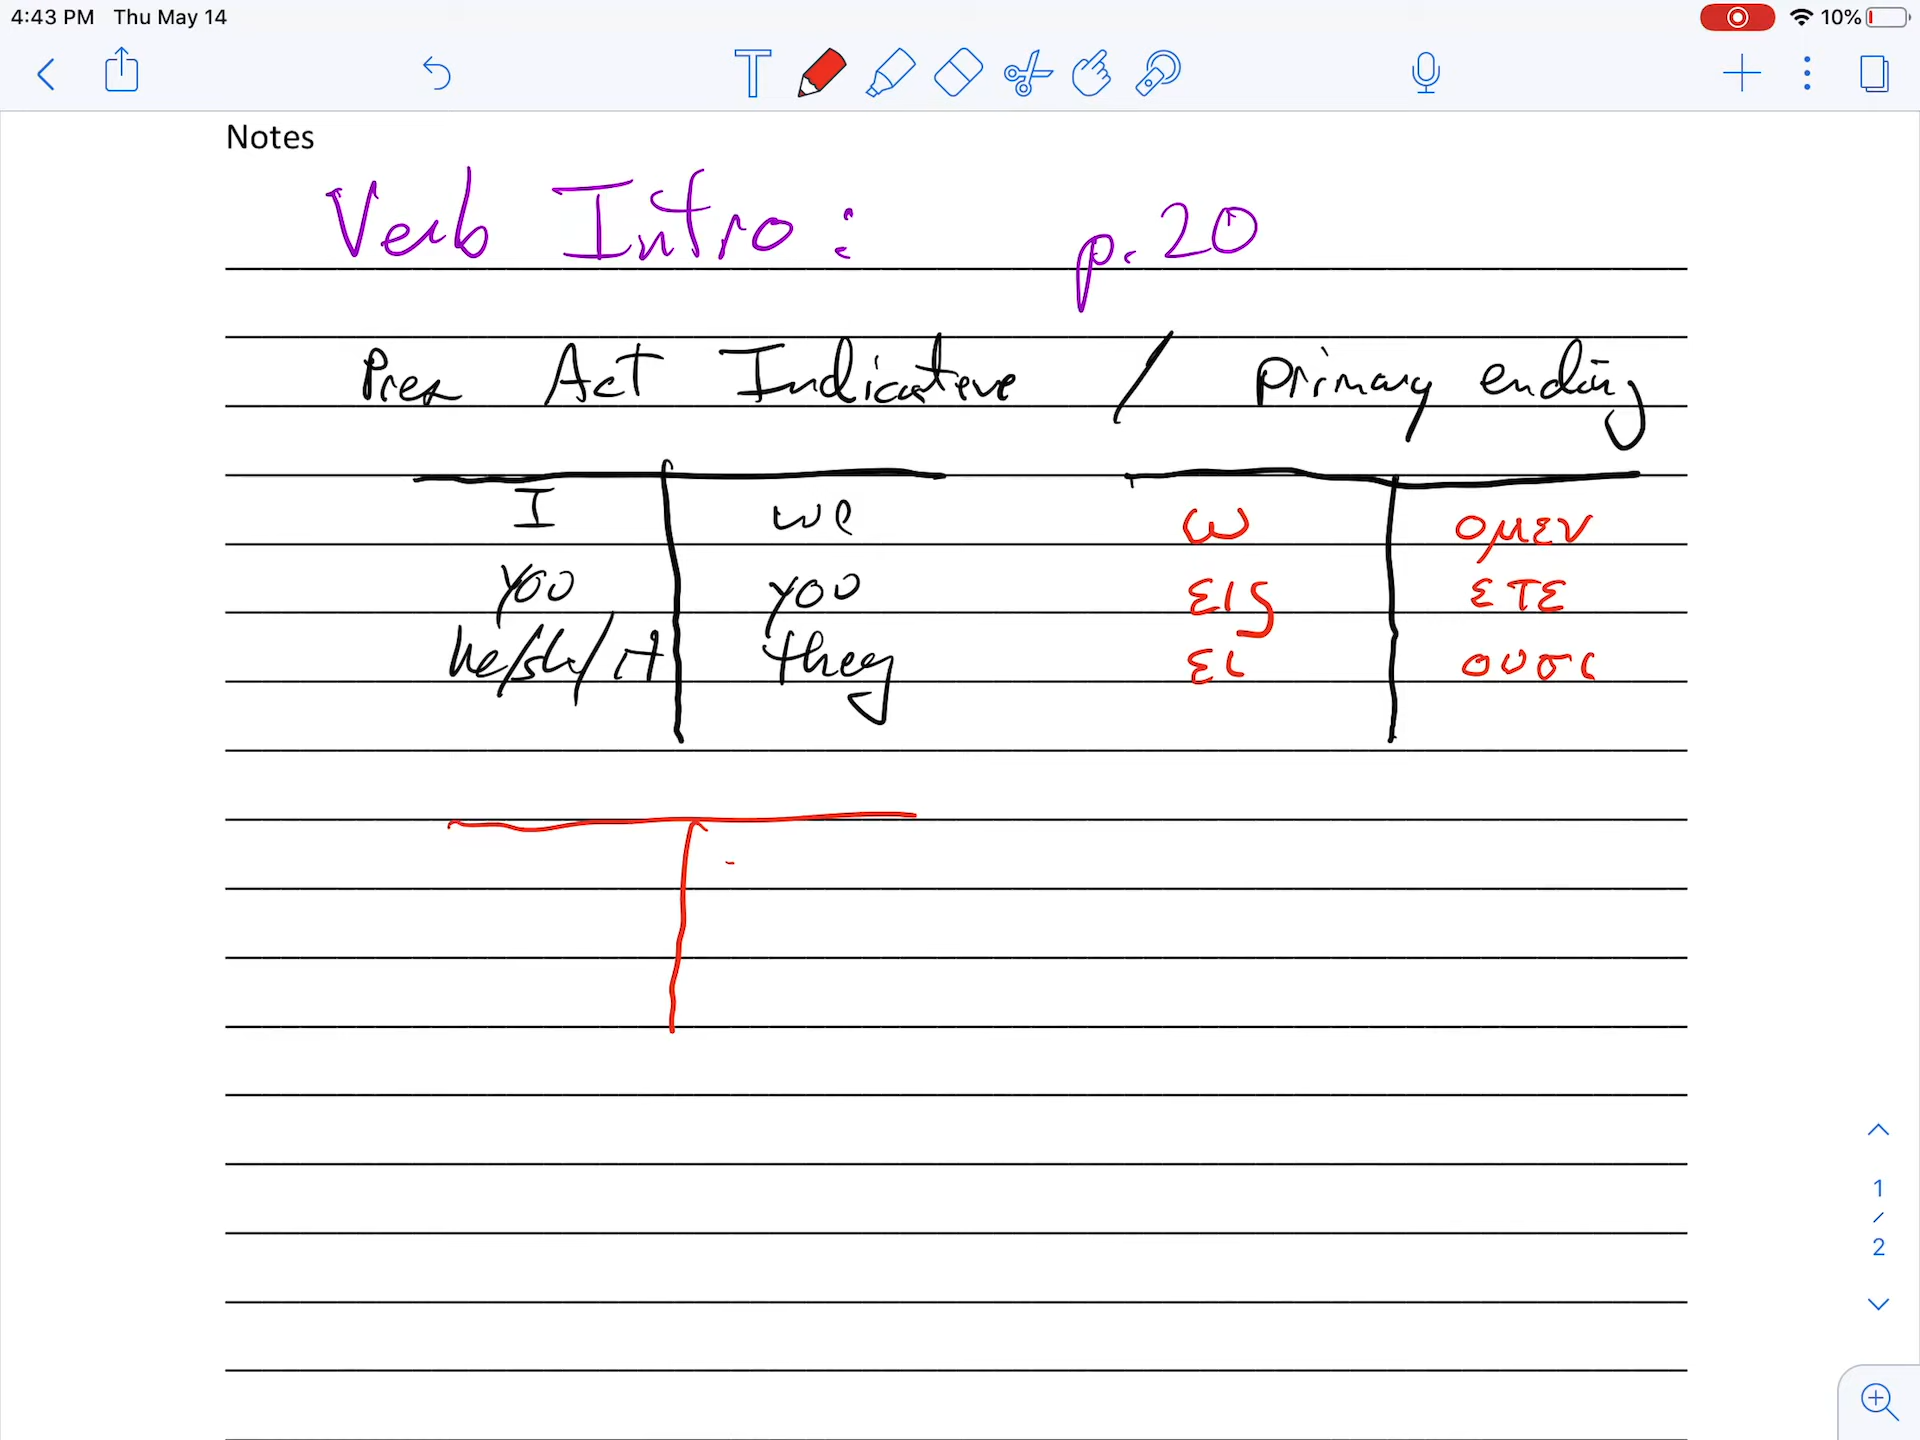 4:43 PM Thu May 14 10%
Notes
Verb Intro: p. 20
Pres Act Indicative / primary ending
I we ω ομεν
you you εις ετε
he/sh/it they ει ουσι
1
/
2